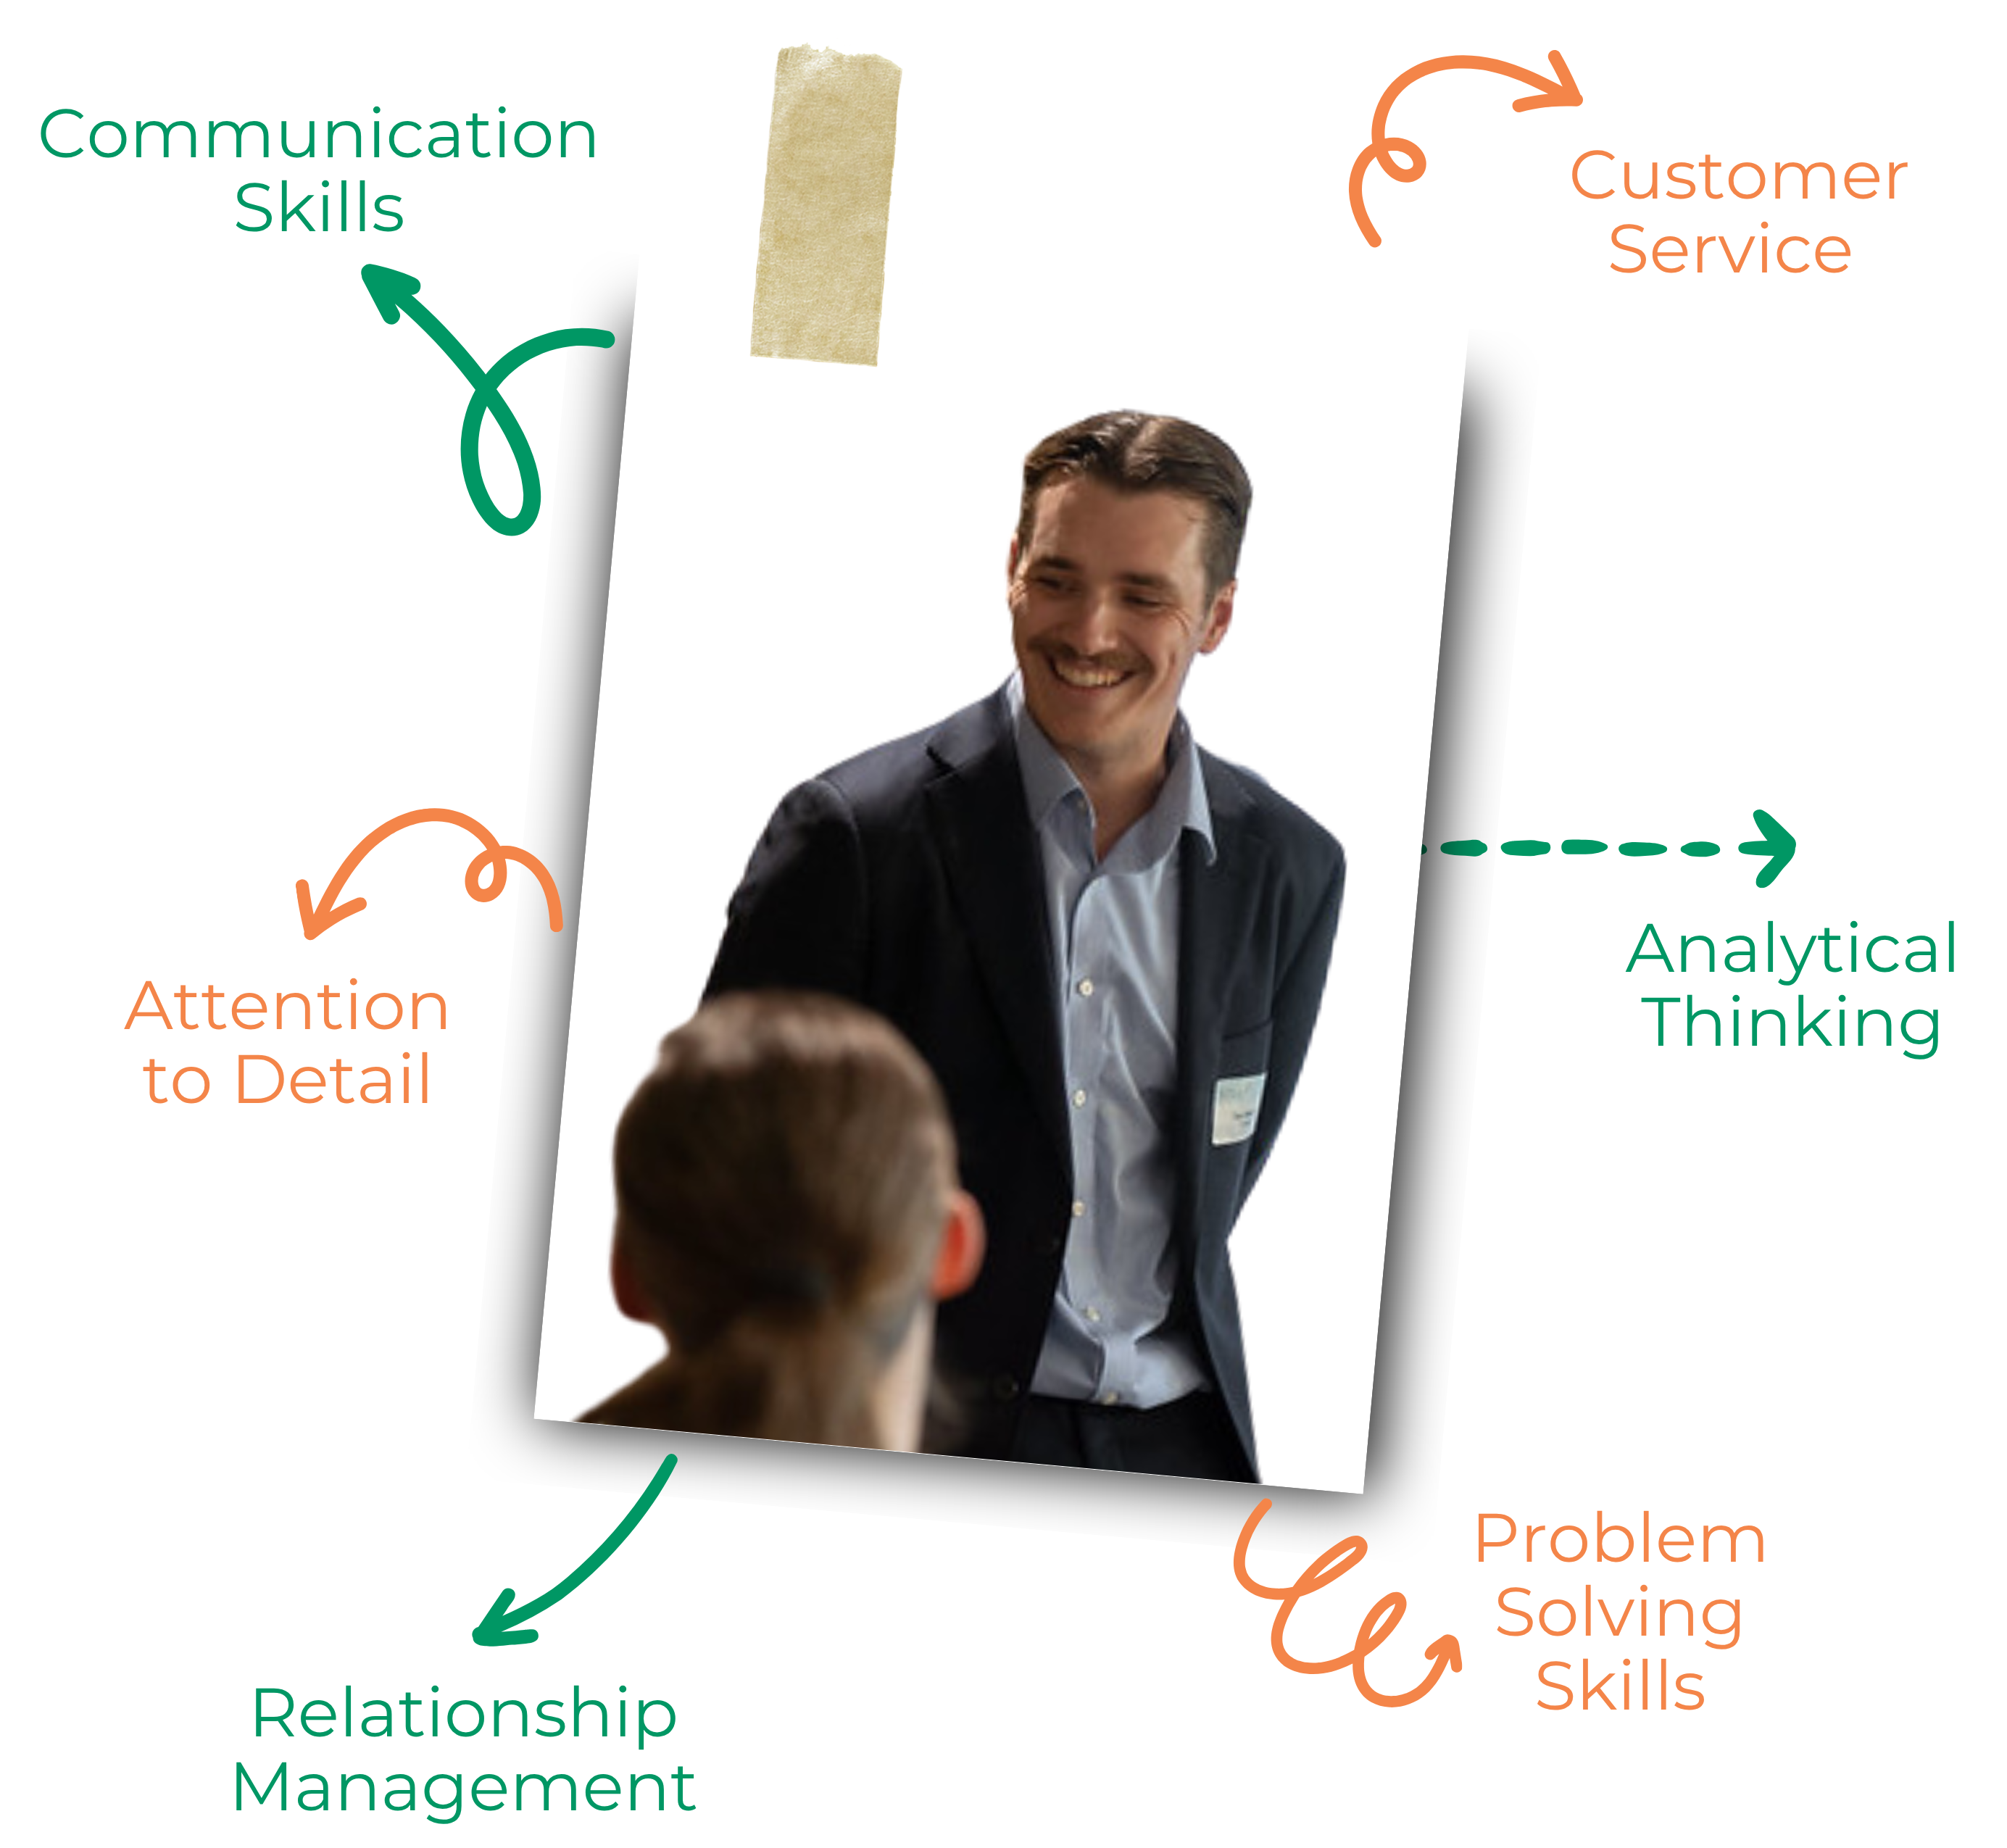 Communication
Skills
Customer
Service
Attention
to Detail
Analytical
Thinking
Relationship
Management
Problem
Solving
Skills